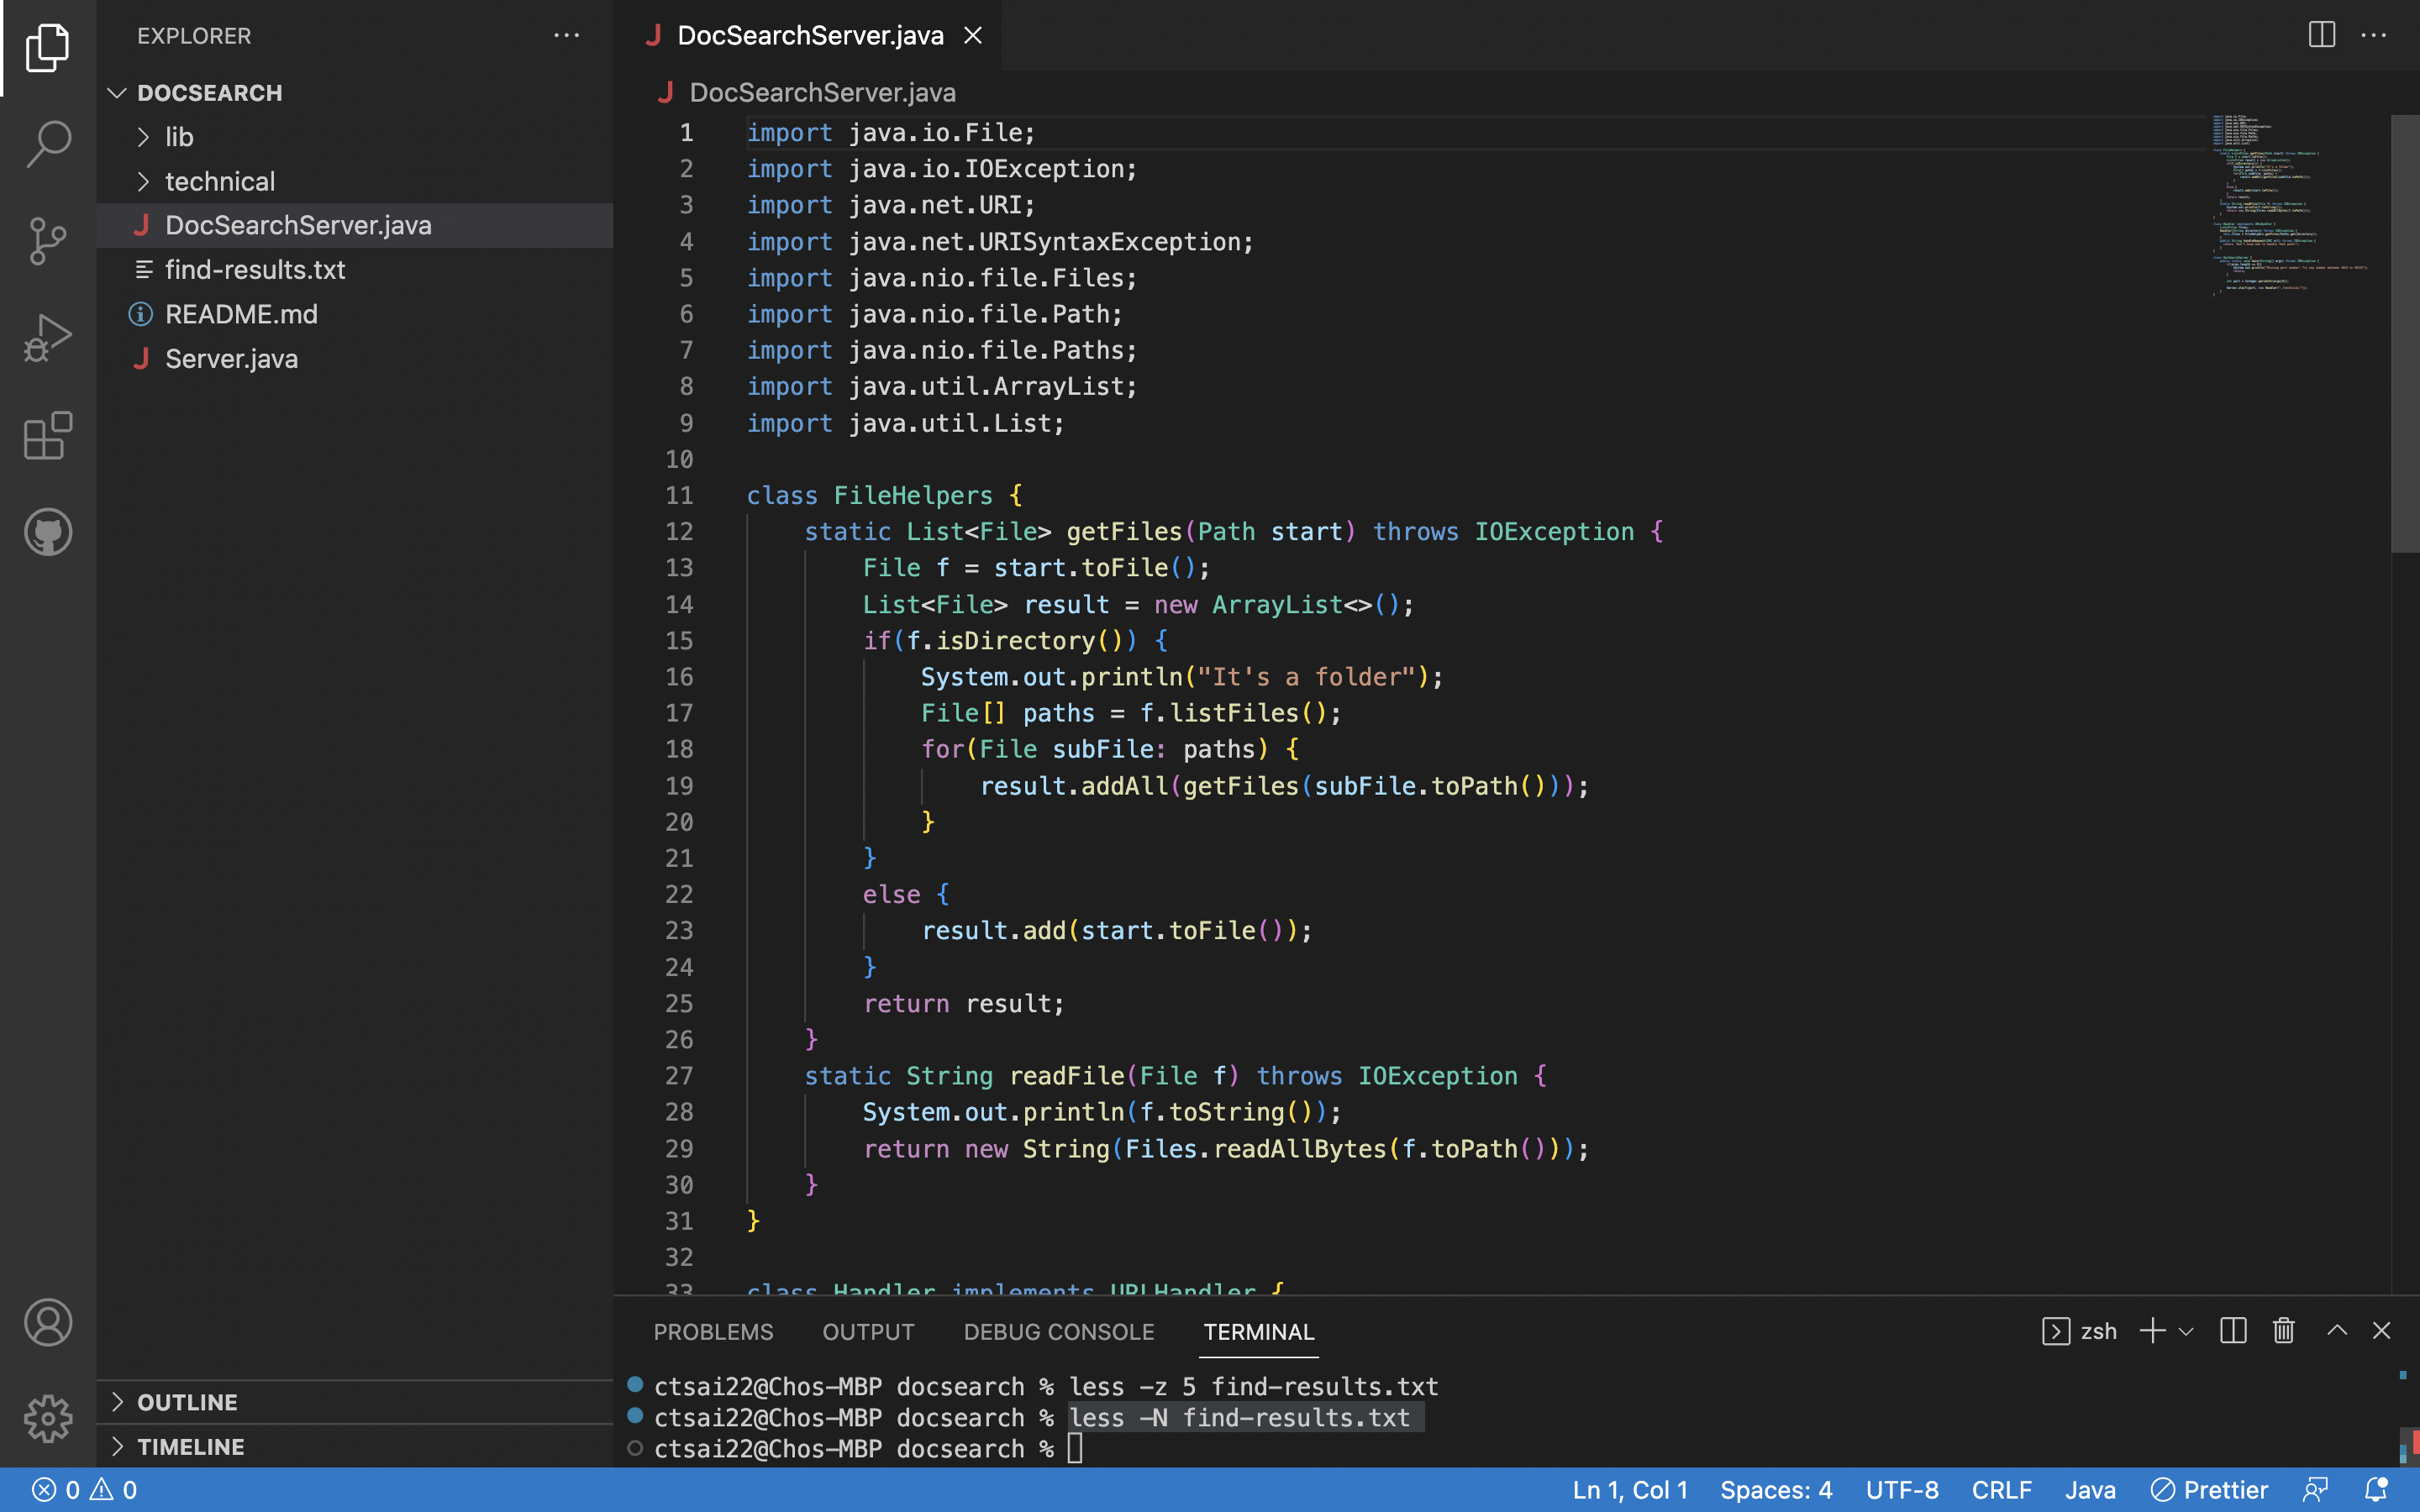 EXPLORER
DOCSEARCH
lib
technical
DocSearchServer.java
find-results.txt
README.md
Server.java
OUTLINE
TIMELINE
DocSearchServer.java
DocSearchServer.java
1 import java.io.File;
2 import java.io.IOException;
3 import java.net.URI;
4 import java.net.URISyntaxException;
5 import java.nio.file.Files;
6 import java.nio.file.Path;
7 import java.nio.file.Paths;
8 import java.util.ArrayList;
9 import java.util.List;
10
11 class FileHelpers {
12     static List<File> getFiles(Path start) throws IOException {
13         File f = start.toFile();
14         List<File> result = new ArrayList<>();
15         if(f.isDirectory()) {
16             System.out.println("It's a folder");
17             File[] paths = f.listFiles();
18             for(File subFile: paths) {
19                 result.addAll(getFiles(subFile.toPath()));
20             }
21         }
22         else {
23             result.add(start.toFile());
24         }
25         return result;
26     }
27     static String readFile(File f) throws IOException {
28         System.out.println(f.toString());
29         return new String(Files.readAllBytes(f.toPath()));
30     }
31 }
32
33 class Handler implements URLHandler {
PROBLEMS OUTPUT DEBUG CONSOLE TERMINAL zsh
ctsai22@Chos-MBP docsearch % less -z 5 find-results.txt
ctsai22@Chos-MBP docsearch % less -N find-results.txt
ctsai22@Chos-MBP docsearch %
0 0 Ln 1, Col 1 Spaces: 4 UTF-8 CRLF Java Prettier